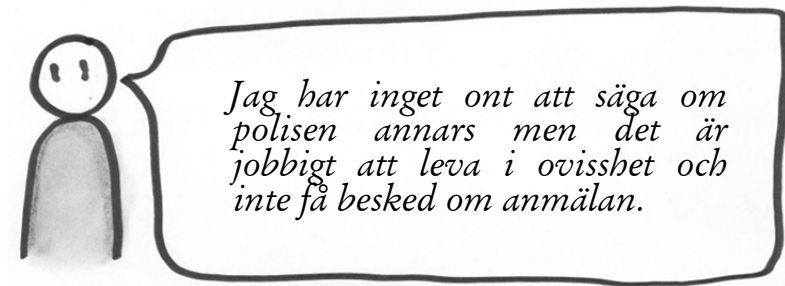 Jag har inget ont att säga om
polisen annars men det är
jobbigt att leva i ovisshet och
inte få besked om anmälan.